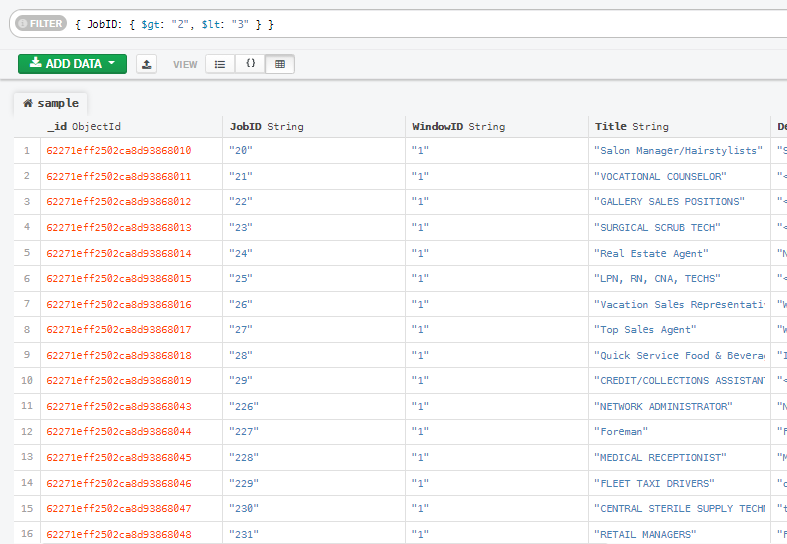 FILTER { JobID: { $gt: "2", $lt: "3" } }
ADD DATA VIEW {}
sample
_id ObjectId JobID String WindowID String Title String De
1 62271eff2502ca8d93868010 "20" "1" "Salon Manager/Hairstylists" "S
2 62271eff2502ca8d93868011 "21" "1" "VOCATIONAL COUNSELOR" "<
3 62271eff2502ca8d93868012 "22" "1" "GALLERY SALES POSITIONS" "<
4 62271eff2502ca8d93868013 "23" "1" "SURGICAL SCRUB TECH" "<
5 62271eff2502ca8d93868014 "24" "1" "Real Estate Agent" "N
6 62271eff2502ca8d93868015 "25" "1" "LPN, RN, CNA, TECHS "<
7 62271eff2502ca8d93868016 "26" "1" "Vacation Sales Representati "W
8 62271eff2502ca8d93868017 "27" "1" "Top Sales Agent" "W
9 62271eff2502ca8d93868018 "28" "1" "Quick Service Food & Bevera "I
10 62271eff2502ca8d93868019 "29" "1" "CREDIT/COLLECTIONS ASSISTAN "<
11 62271eff2502ca8d93868043 "226" "1" "NETWORK ADMINISTRATOR" "N
12 62271eff2502ca8d93868044 "227" "1" "Foreman" "F
13 62271eff2502ca8d93868045 "228" "1" "MEDICAL RECEPTIONIST" "M
14 62271eff2502ca8d93868046 "229" "1" "FLEET TAXI DRIVERS" "d
15 62271eff2502ca8d93868047 "230" "1" "CENTRAL STERILE SUPPLY TECH "t
16 62271eff2502ca8d93868048 "231" "1" "RETAIL MANAGERS" "F